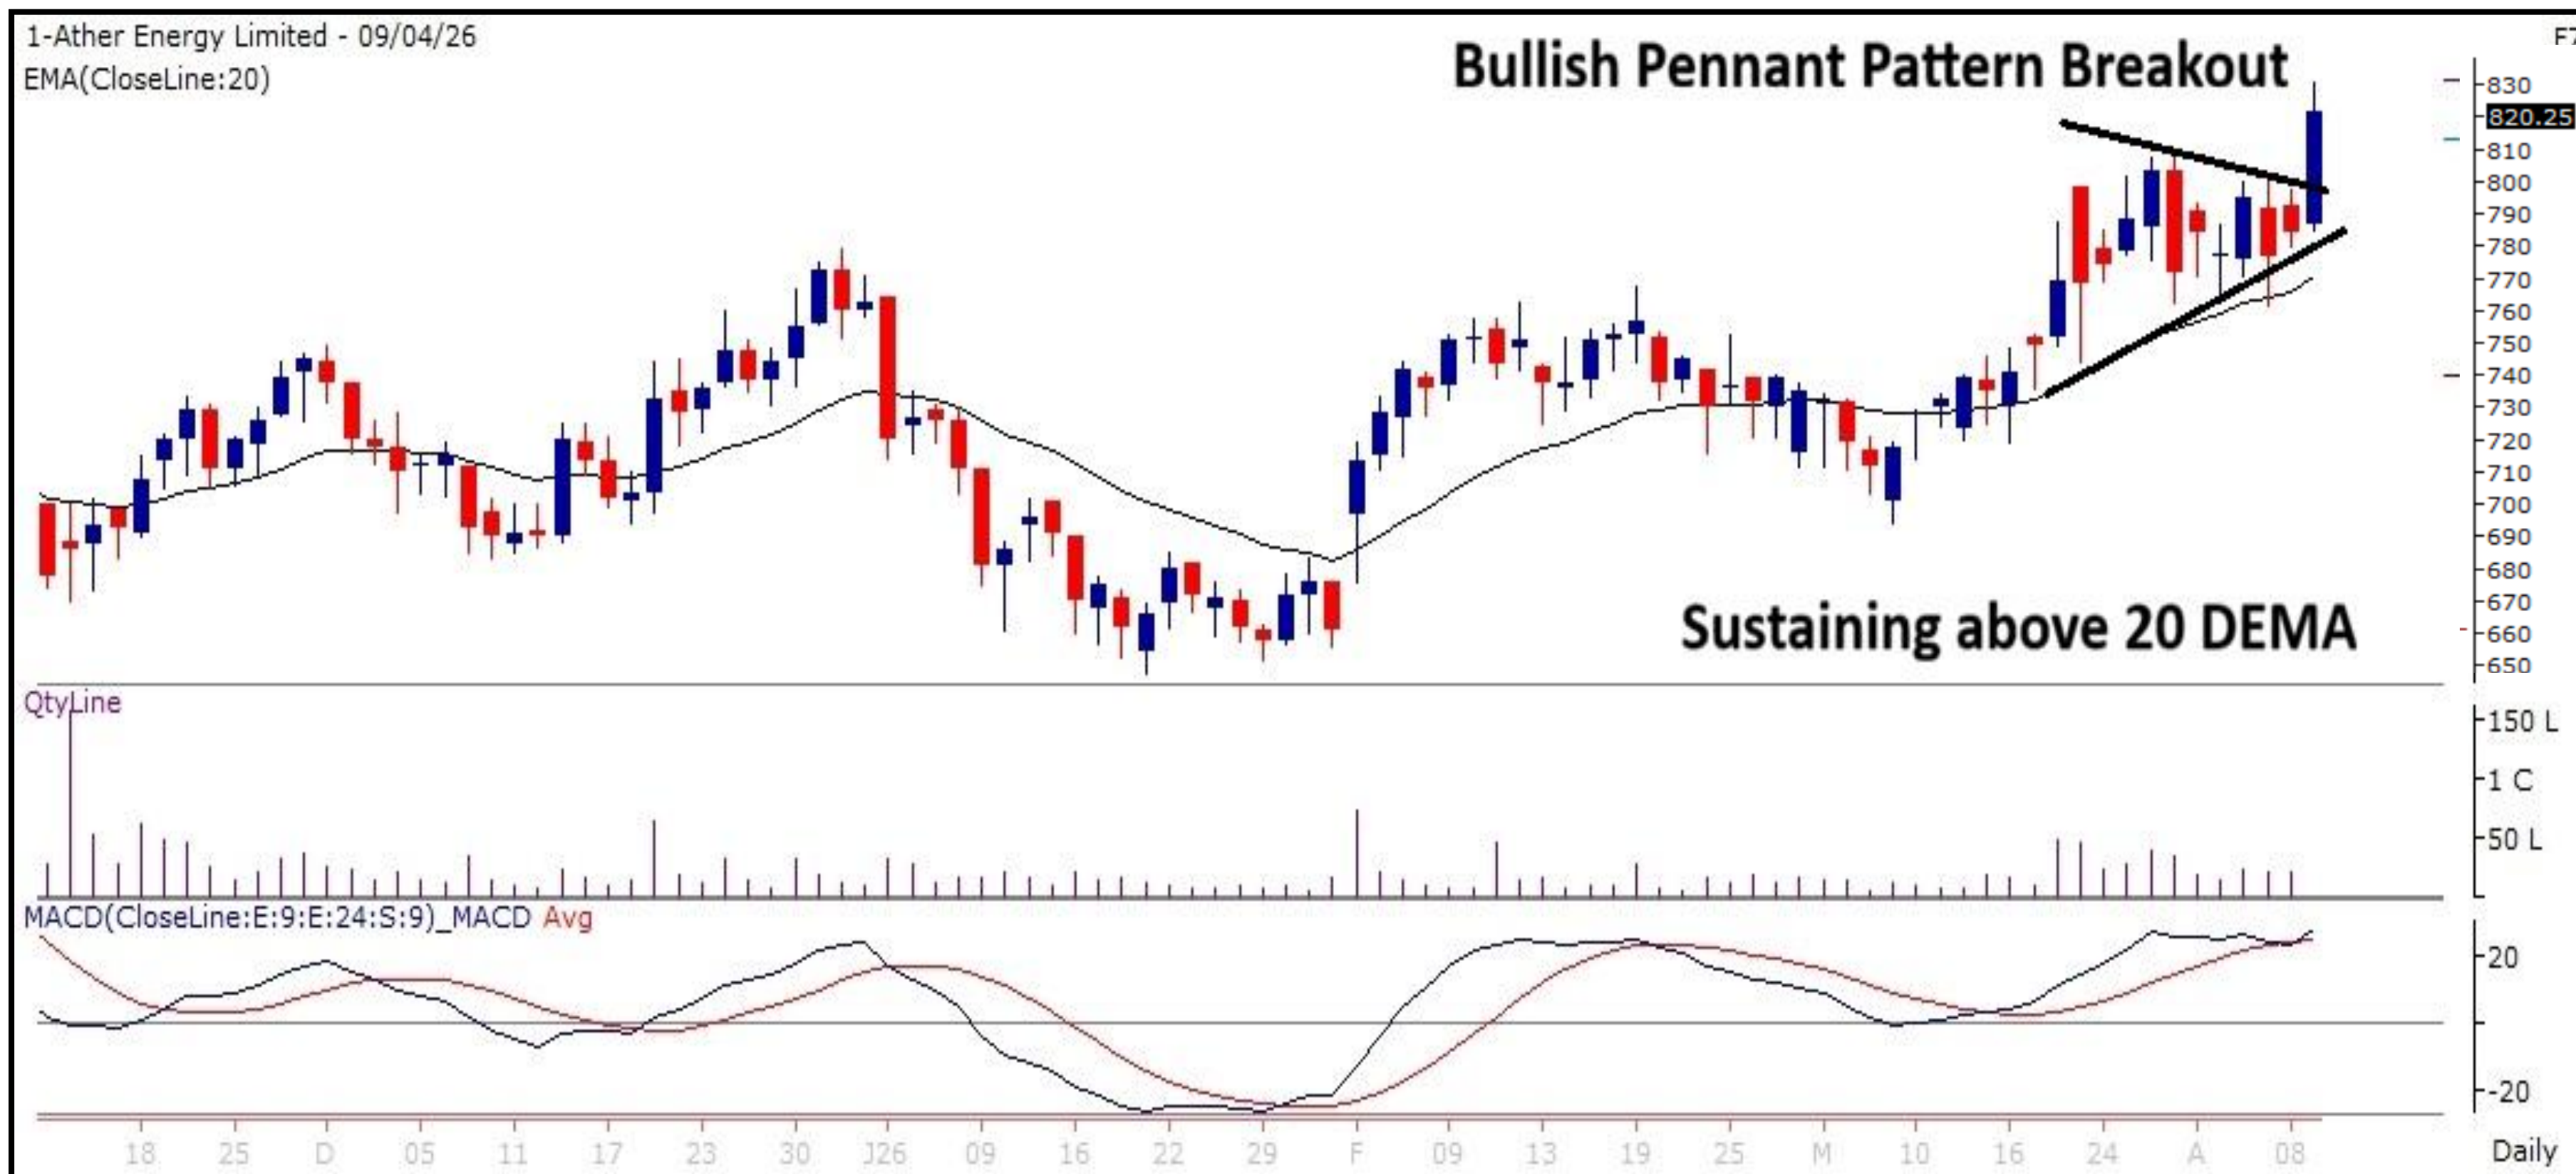 1-Ather Energy Limited - 09/04/26
EMA(CloseLine:20)
Bullish Pennant Pattern Breakout
F7
830
820.25
810
800
790
780
770
760
750
740
730
720
710
700
690
680
670
660
650
Sustaining above 20 DEMA
QtyLine
150 L
1 C
50 L
MACD(CloseLine:E:9:E:24:S:9)_MACD Avg
20
-20
18 25 D 05 11 17 23 30 J26 09 16 22 29 F 09 13 19 25 M 10 16 24 A 08 Daily